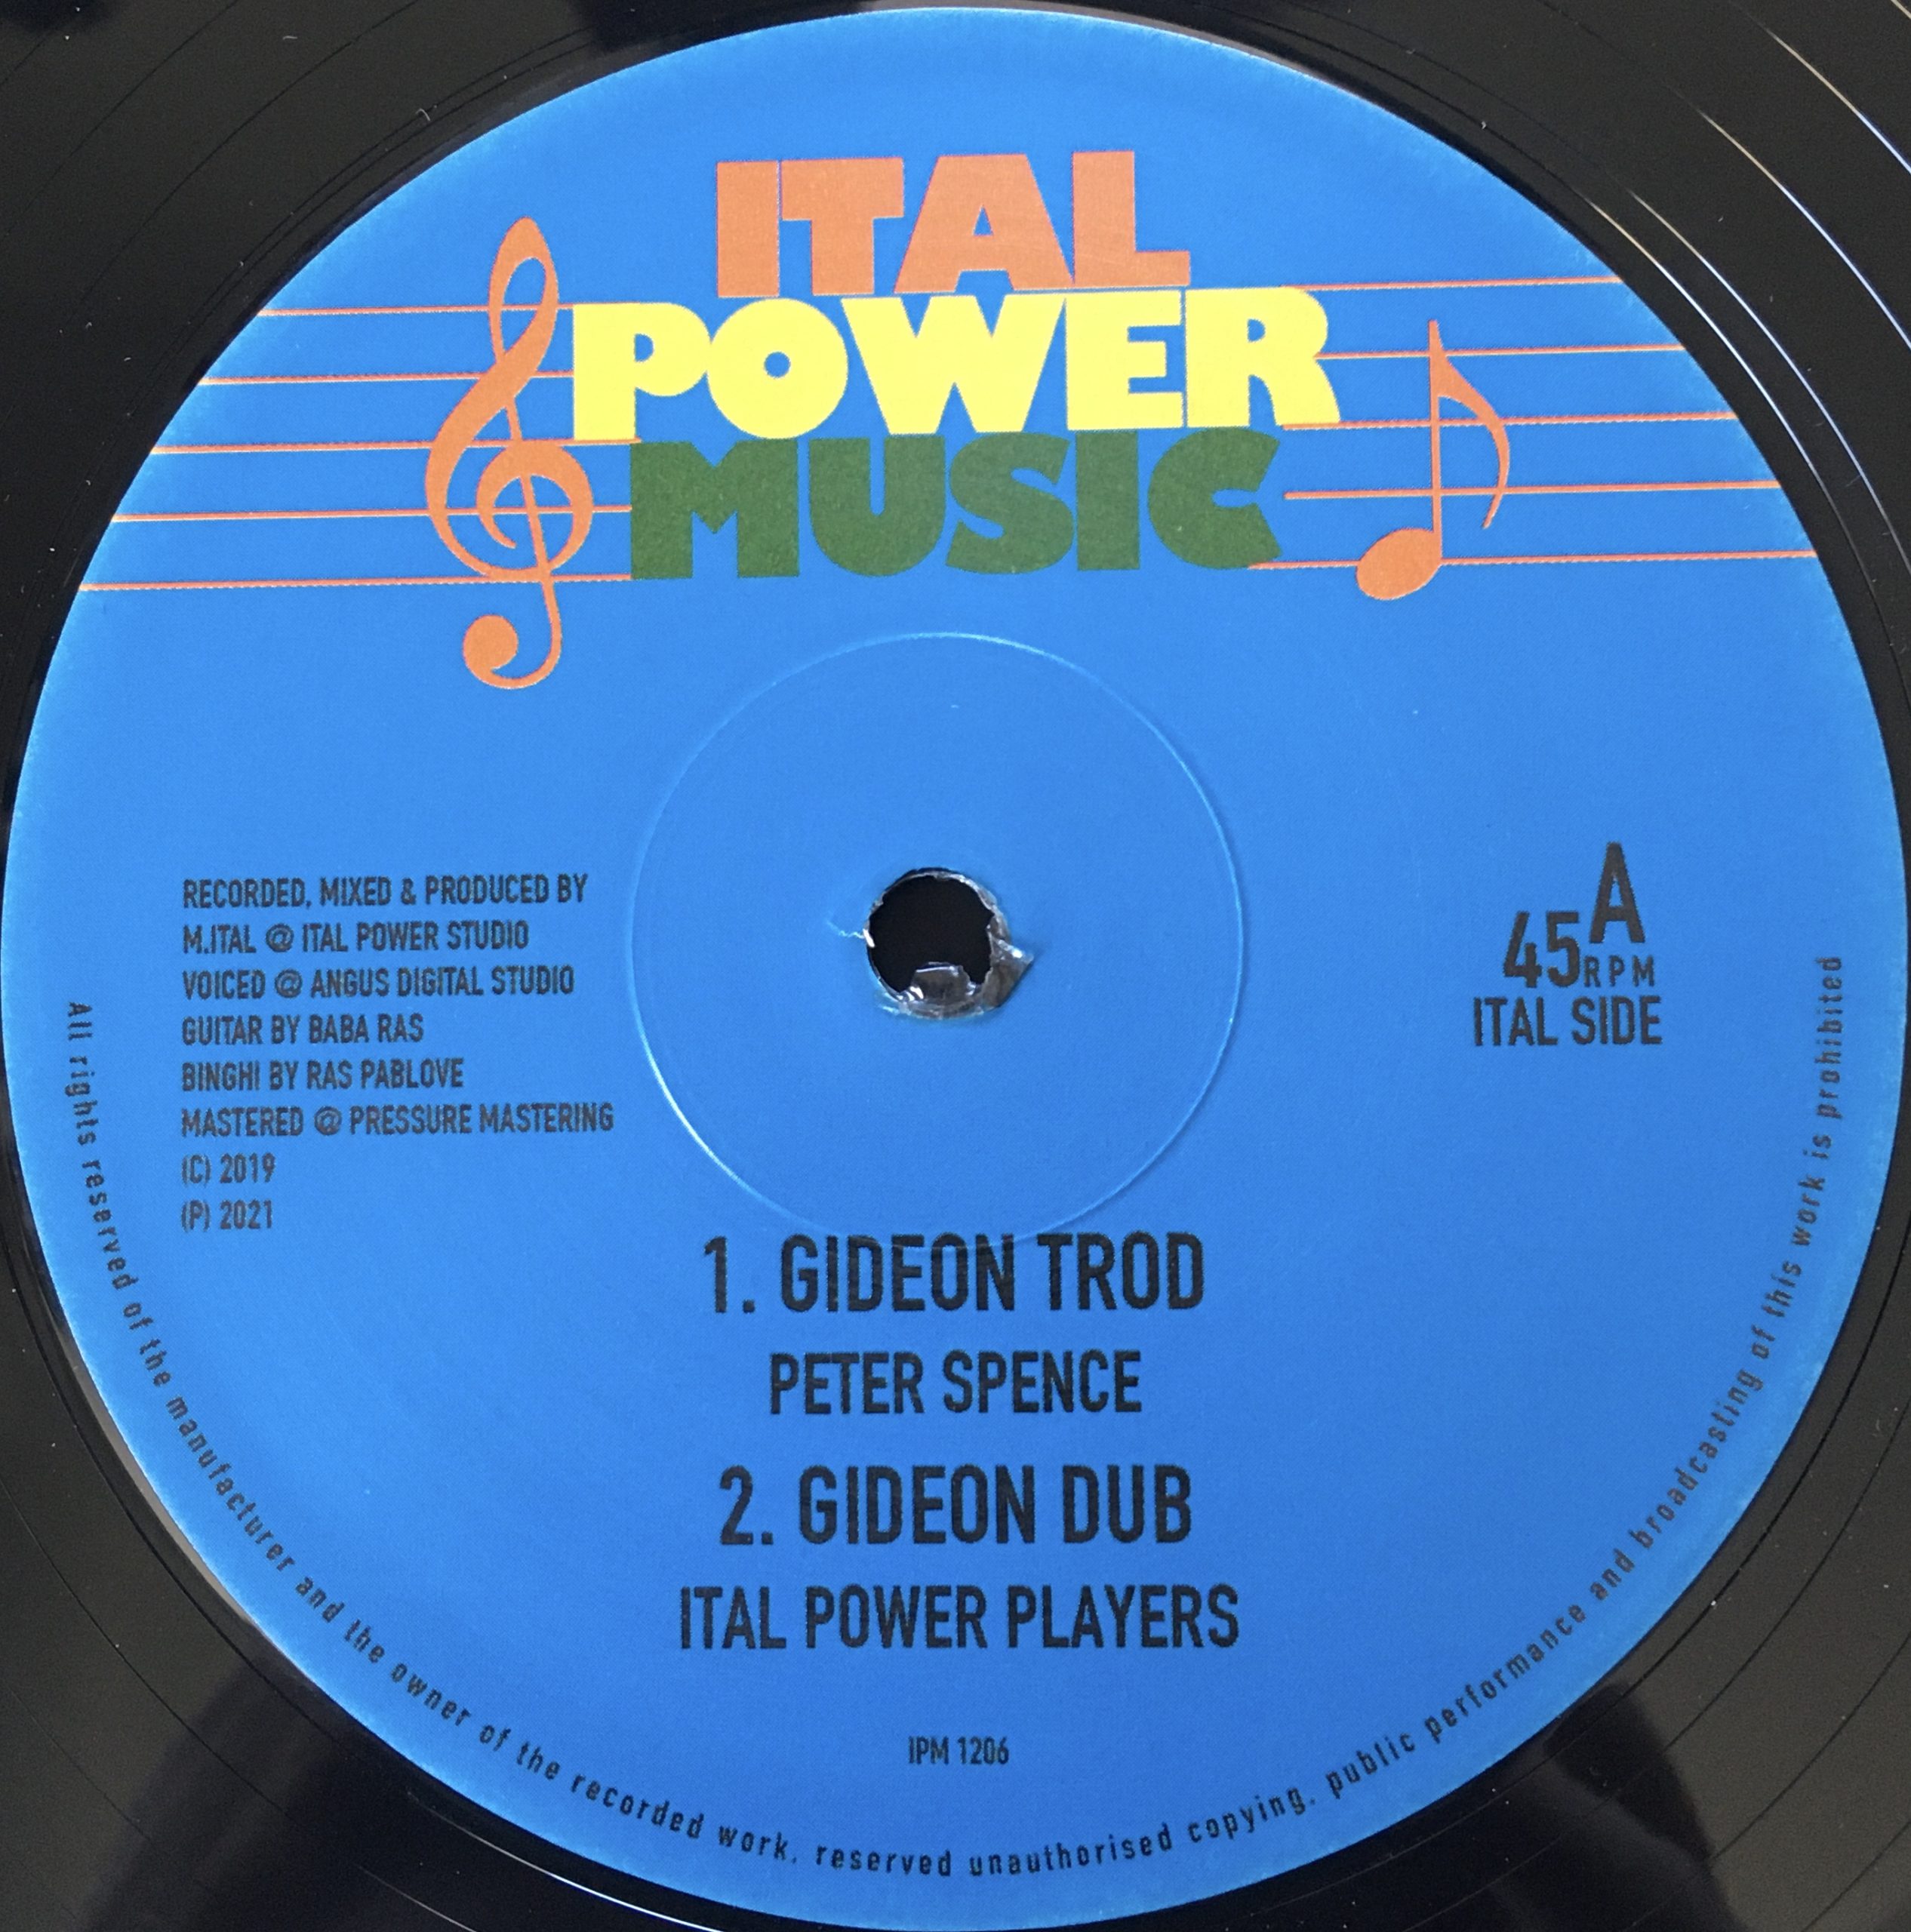 ITAL
POWER
MUSIC
RECORDED, MIXED & PRODUCED BY
M.ITAL @ ITAL POWER STUDIO
VOICED @ ANGUS DIGITAL STUDIO
GUITAR BY BABA RAS
BINGHI BY RAS PABLOVE
MASTERED @ PRESSURE MASTERING
(C) 2019
(P) 2021
A
45RPM
ITAL SIDE
1. GIDEON TROD
PETER SPENCE
2. GIDEON DUB
ITAL POWER PLAYERS
IPM 1206
All rights reserved of the manufacturer and the owner of the recorded work, reserved unauthorised copying, public performance and broadcasting of this work is prohibited